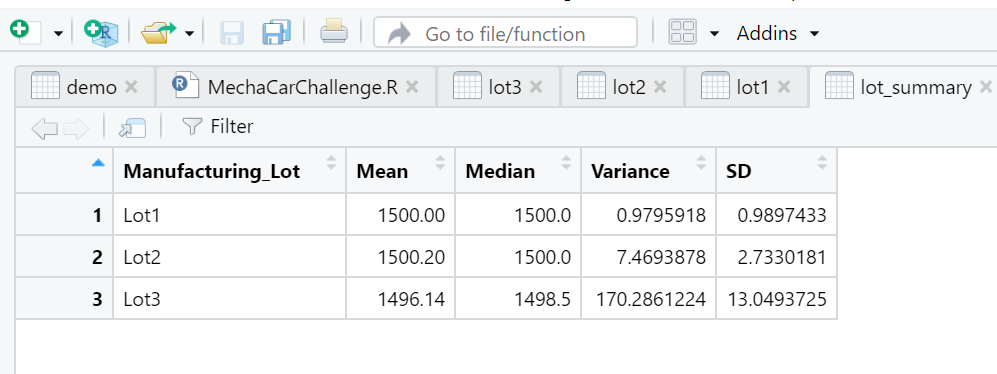 Go to file/function Addins
demo MechaCarChallenge.R lot3 lot2 lot1 lot_summary
Filter
Manufacturing_Lot Mean Median Variance SD
1 Lot1 1500.00 1500.0 0.9795918 0.9897433
2 Lot2 1500.20 1500.0 7.4693878 2.7330181
3 Lot3 1496.14 1498.5 170.2861224 13.0493725